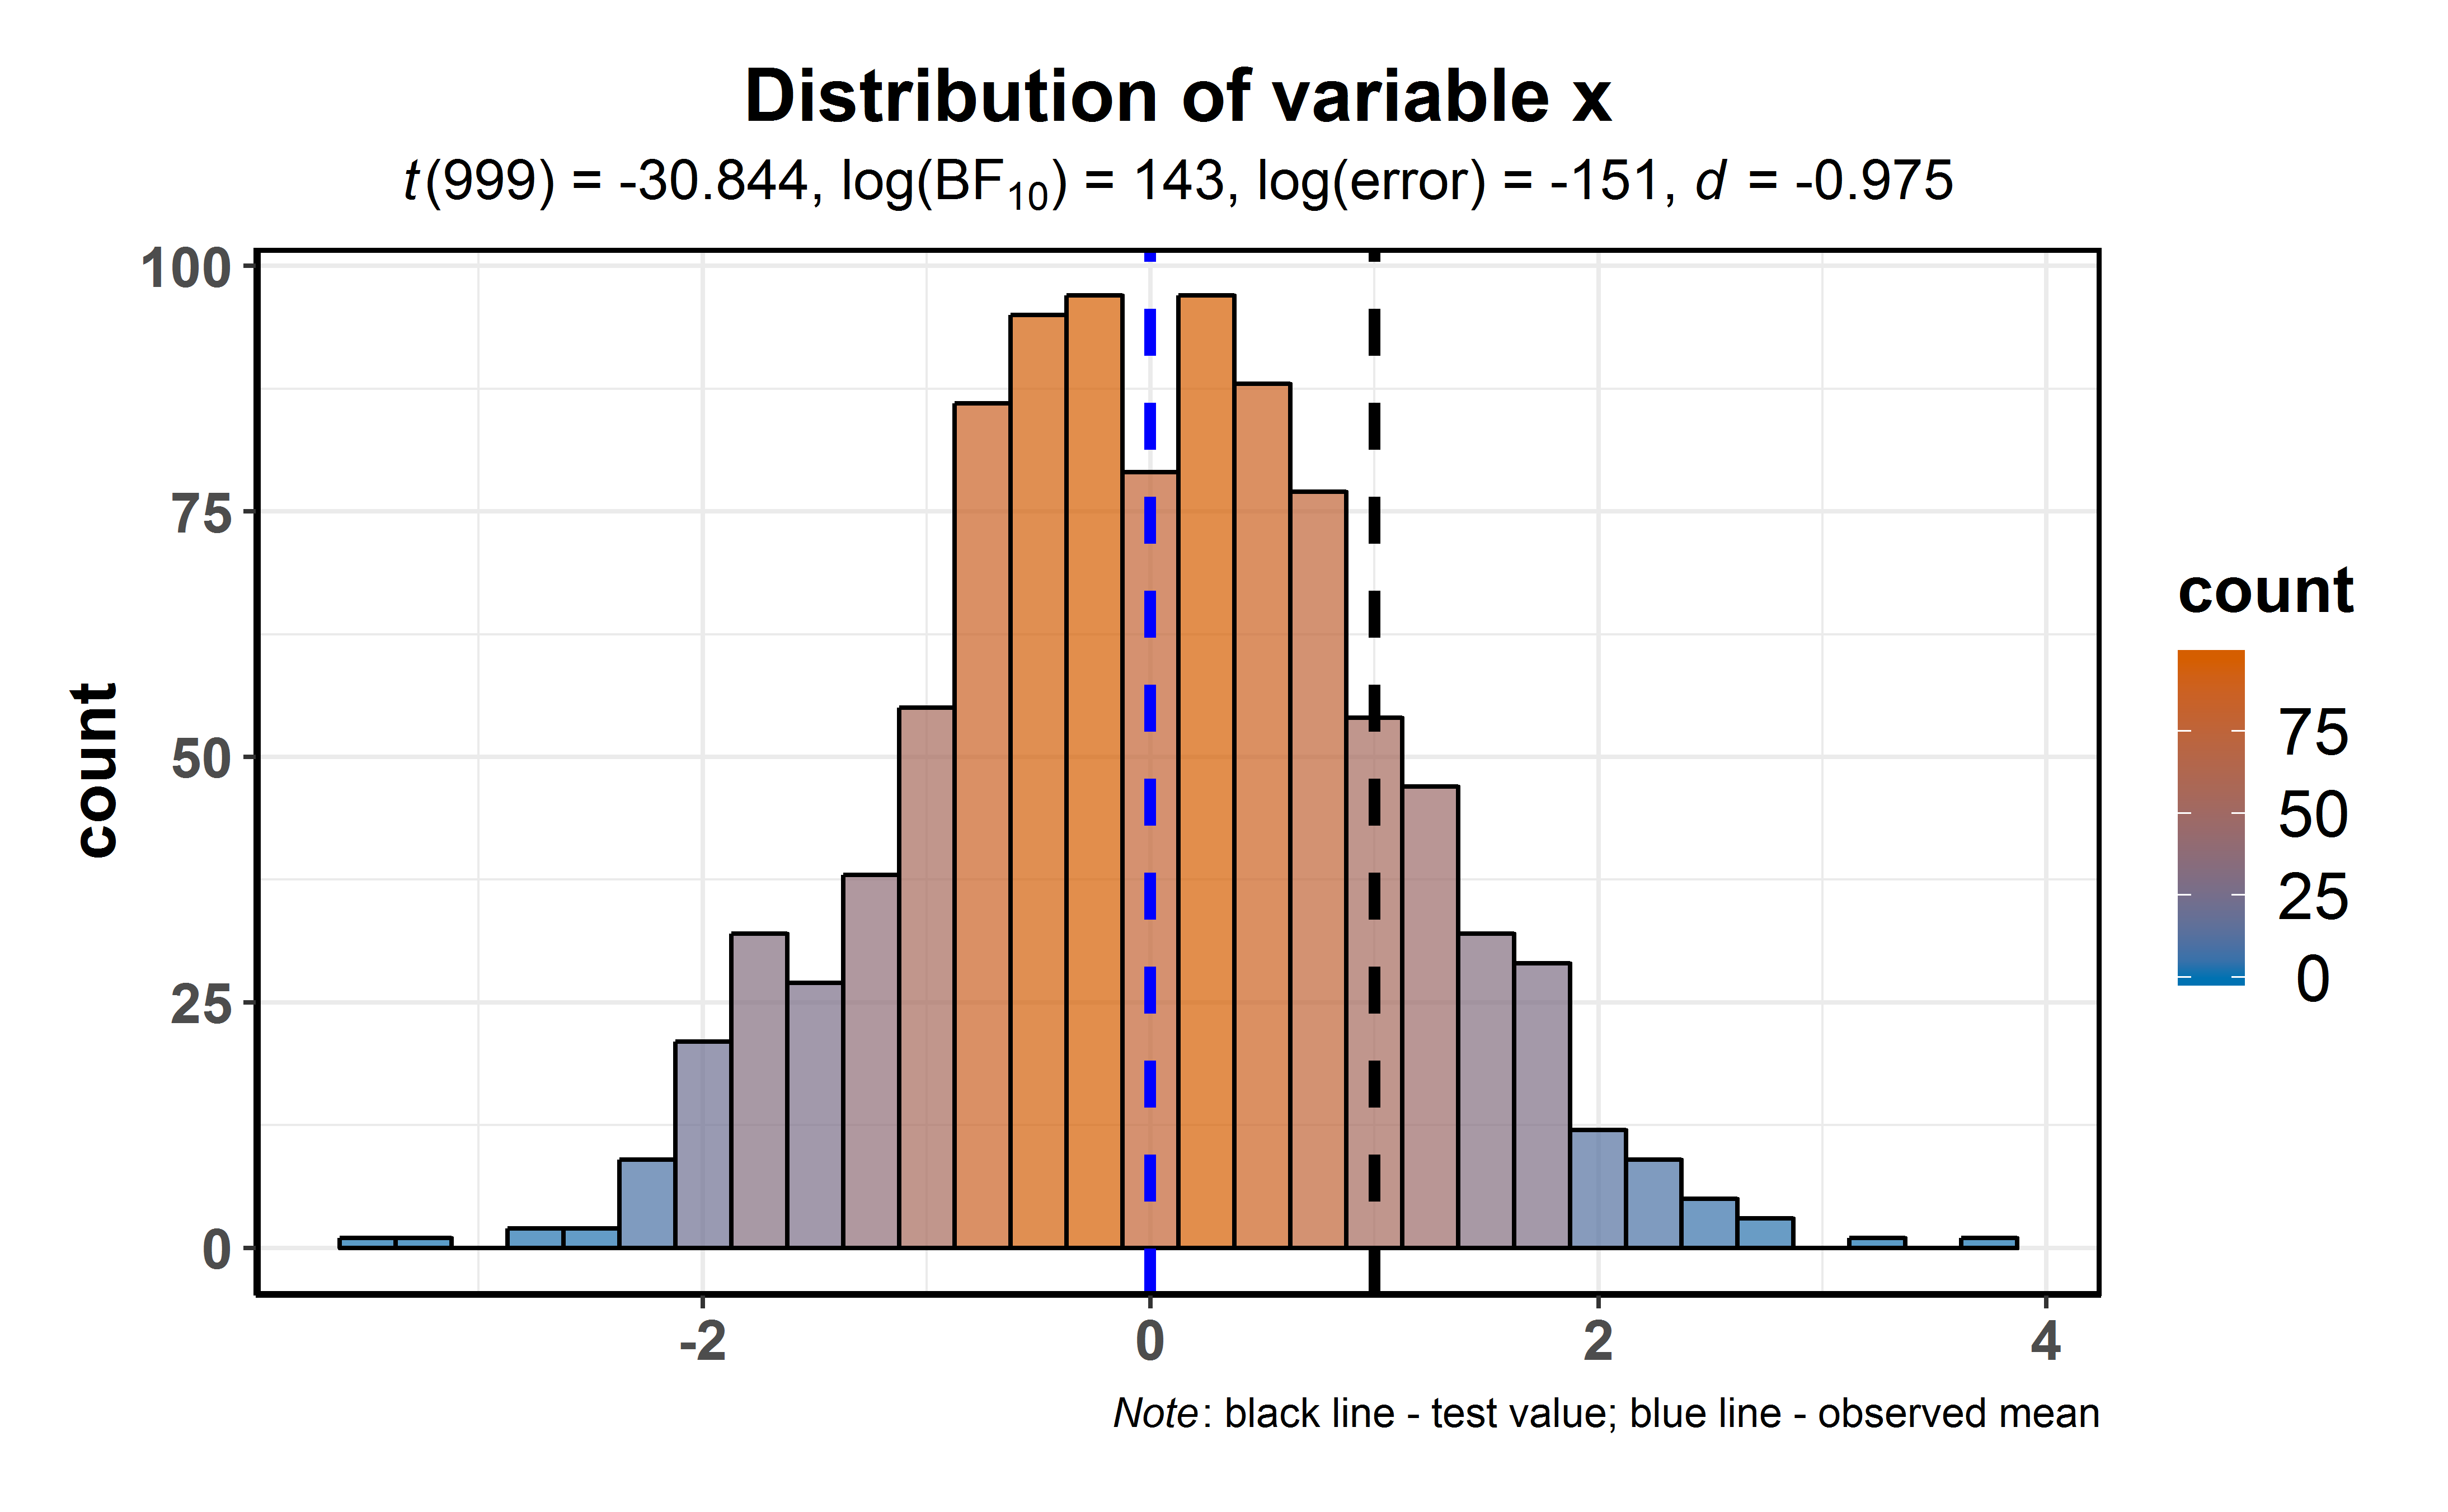 Distribution of variable x
t(999) = -30.844, log(BF₁₀) = 143, log(error) = -151, d = -0.975
100
75
50
25
0
count
-2 0 2 4
count
75
50
25
0
Note: black line - test value; blue line - observed mean